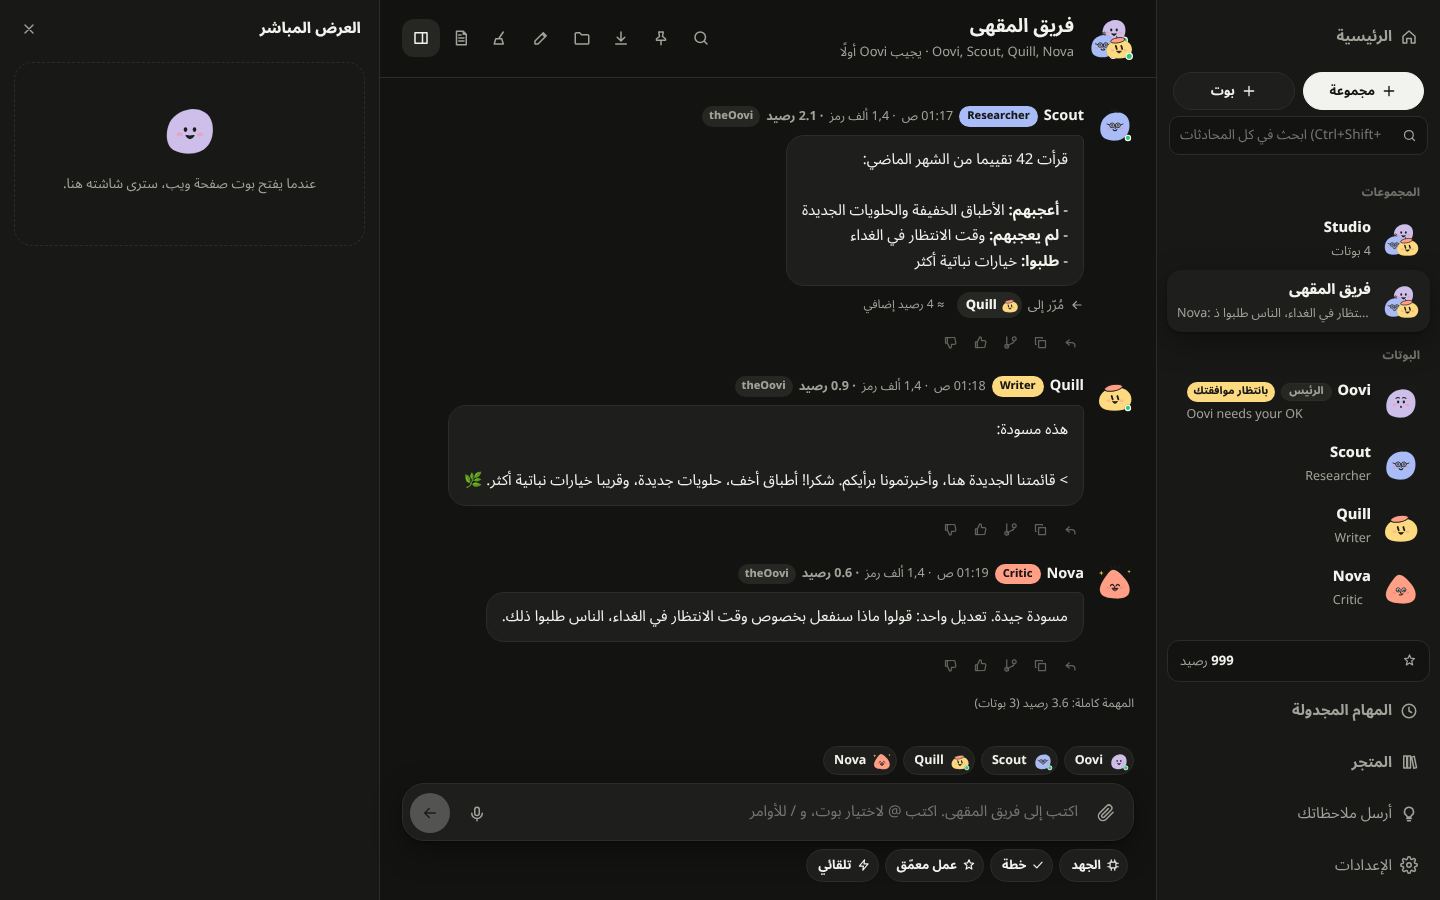 الرئيسية
مجموعة
بوت
ابحث في كل المحادثات (Ctrl+Shift+
المجموعات
Studio
4 بوتات
فريق المقهى
Nova: ...تظار في الغداء، الناس طلبوا ذ
البوتات
Oovi الرئيس بانتظار موافقتك
Oovi needs your OK
Scout
Researcher
Quill
Writer
Nova
Critic
999 رصيد
المهام المجدولة
المتجر
أرسل ملاحظاتك
الإعدادات
فريق المقهى
Oovi, Scout, Quill, Nova · يجيب Oovi أولًا
Scout Researcher 01:17 ص · 1,4 ألف رمز · 2.1 رصيد theOovi
قرأت 42 تقييما من الشهر الماضي:
- أعجبهم: الأطباق الخفيفة والحلويات الجديدة
- لم يعجبهم: وقت الانتظار في الغداء
- طلبوا: خيارات نباتية أكثر
← مُرّر إلى Quill ≈ 4 رصيد إضافي
Quill Writer 01:18 ص · 1,4 ألف رمز · 0.9 رصيد theOovi
هذه مسودة:
> قائمتنا الجديدة هنا، وأخبرتمونا برأيكم. شكرا! أطباق أخف، حلويات جديدة، وقريبا خيارات نباتية أكثر. 🌿
Nova Critic 01:19 ص · 1,4 ألف رمز · 0.6 رصيد theOovi
مسودة جيدة. تعديل واحد: قولوا ماذا سنفعل بخصوص وقت الانتظار في الغداء، الناس طلبوا ذلك.
المهمة كاملة: 3.6 رصيد (3 بوتات)
Oovi
Scout
Quill
Nova
اكتب إلى فريق المقهى. اكتب @ لاختيار بوت، و / للأوامر
الجهد
خطة
عمل معمّق
تلقائي
العرض المباشر
عندما يفتح بوت صفحة ويب، سترى شاشته هنا.